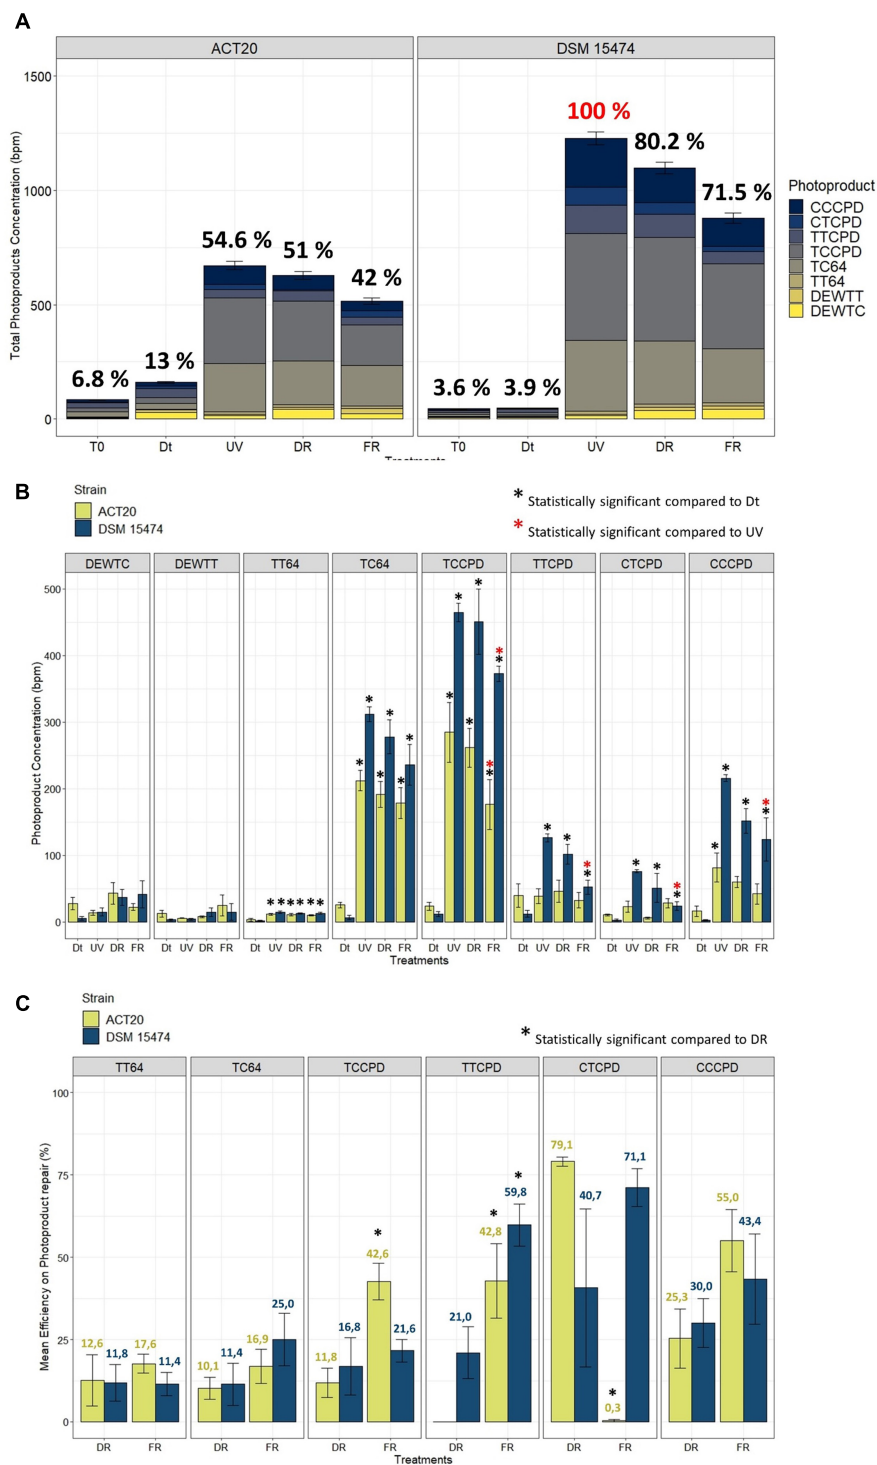 A
ACT20
DSM 15474
Total Photoproducts Concentration (bpm)
1500
1000
500
0
6.8 %
13 %
54.6 %
51 %
42 %
3.6 %
3.9 %
100 %
80.2 %
71.5 %
T0 Dt UV DR FR
T0 Dt UV DR FR
Treatments
Photoproduct
CCCPD
CTCPD
TTCPD
TCCPD
TC64
TT64
DEWTT
DEWTC
B
Strain
ACT20
DSM 15474
* Statistically significant compared to Dt
* Statistically significant compared to UV
DEWTC DEWTT TT64 TC64 TCCPD TTCPD CTCPD CCCPD
Photoproduct Concentration (bpm)
500
400
300
200
100
0
* * * * * *
* * * * * *
* * * * * * * *
* * * *
* * * *
* * * * * *
Dt UV DR FR
Dt UV DR FR
Dt UV DR FR
Dt UV DR FR
Dt UV DR FR
Dt UV DR FR
Dt UV DR FR
Dt UV DR FR
Treatments
C
Strain
ACT20
DSM 15474
* Statistically significant compared to DR
TT64 TC64 TCCPD TTCPD CTCPD CCCPD
Mean Efficiency on Photoproduct repair (%)
100
75
50
25
0
12,6 11,8 17,6 11,4
10,1 11,4 16,9 25,0
11,8 16,8 * 42,6 21,6
21,0 * 42,8 * 59,8
79,1 40,7 * 0,3 71,1
25,3 30,0 55,0 43,4
DR FR
DR FR
DR FR
DR FR
DR FR
DR FR
Treatments